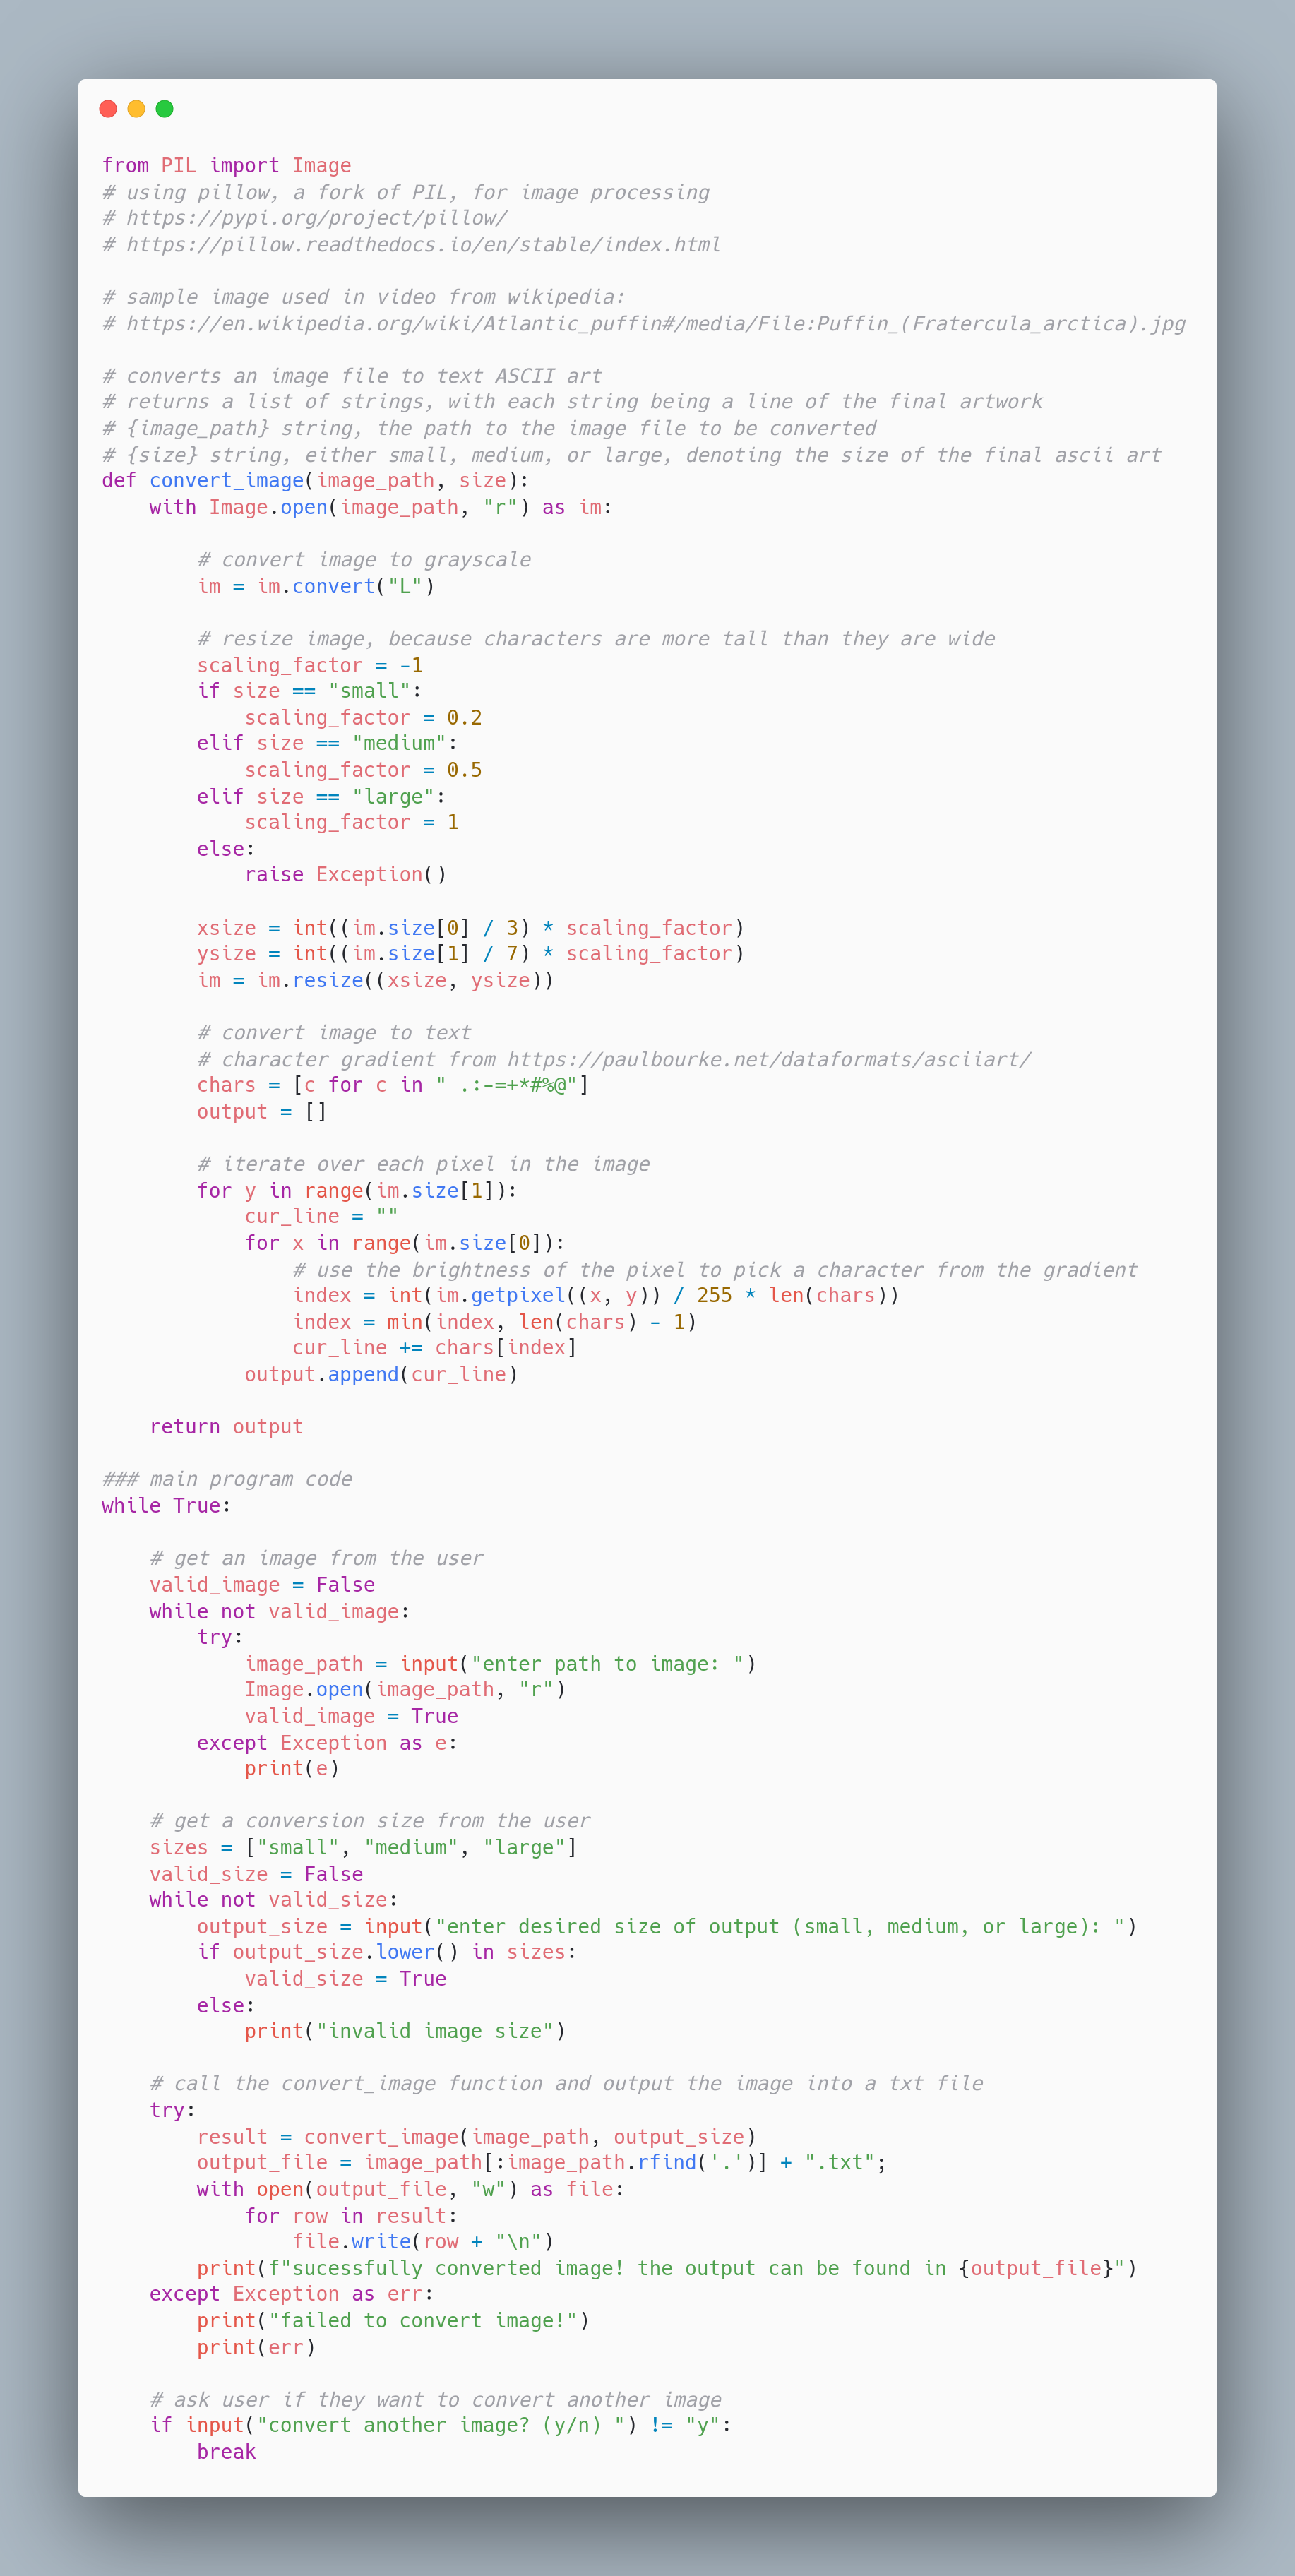 from PIL import Image
# using pillow, a fork of PIL, for image processing
# https://pypi.org/project/pillow/
# https://pillow.readthedocs.io/en/stable/index.html

# sample image used in video from wikipedia:
# https://en.wikipedia.org/wiki/Atlantic_puffin#/media/File:Puffin_(Fratercula_arctica).jpg

# converts an image file to text ASCII art
# returns a list of strings, with each string being a line of the final artwork
# {image_path} string, the path to the image file to be converted
# {size} string, either small, medium, or large, denoting the size of the final ascii art
def convert_image(image_path, size):
    with Image.open(image_path, "r") as im:

        # convert image to grayscale
        im = im.convert("L")

        # resize image, because characters are more tall than they are wide
        scaling_factor = -1
        if size == "small":
            scaling_factor = 0.2
        elif size == "medium":
            scaling_factor = 0.5
        elif size == "large":
            scaling_factor = 1
        else:
            raise Exception()

        xsize = int((im.size[0] / 3) * scaling_factor)
        ysize = int((im.size[1] / 7) * scaling_factor)
        im = im.resize((xsize, ysize))

        # convert image to text
        # character gradient from https://paulbourke.net/dataformats/asciiart/
        chars = [c for c in " .:-=+*#%@"]
        output = []

        # iterate over each pixel in the image
        for y in range(im.size[1]):
            cur_line = ""
            for x in range(im.size[0]):
                # use the brightness of the pixel to pick a character from the gradient
                index = int(im.getpixel((x, y)) / 255 * len(chars))
                index = min(index, len(chars) - 1)
                cur_line += chars[index]
            output.append(cur_line)

    return output

### main program code
while True:

    # get an image from the user
    valid_image = False
    while not valid_image:
        try:
            image_path = input("enter path to image: ")
            Image.open(image_path, "r")
            valid_image = True
        except Exception as e:
            print(e)

    # get a conversion size from the user
    sizes = ["small", "medium", "large"]
    valid_size = False
    while not valid_size:
        output_size = input("enter desired size of output (small, medium, or large): ")
        if output_size.lower() in sizes:
            valid_size = True
        else:
            print("invalid image size")

    # call the convert_image function and output the image into a txt file
    try:
        result = convert_image(image_path, output_size)
        output_file = image_path[:image_path.rfind('.')] + ".txt";
        with open(output_file, "w") as file:
            for row in result:
                file.write(row + "\n")
        print(f"sucessfully converted image! the output can be found in {output_file}")
    except Exception as err:
        print("failed to convert image!")
        print(err)

    # ask user if they want to convert another image
    if input("convert another image? (y/n) ") != "y":
        break